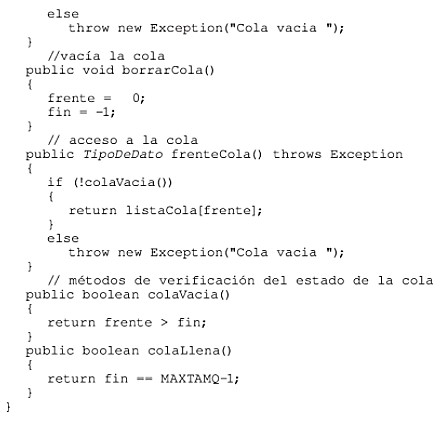 else
throw new Exception("Cola vacia ");
}
//vacía la cola
public void borrarCola()
{
frente = 0;
fin = -1;
}
// acceso a la cola
public TipoDeDato frenteCola() throws Exception
{
if (!colaVacia())
{
return listaCola[frente];
}
else
throw new Exception("Cola vacia ");
}
// métodos de verificación del estado de la cola
public boolean colaVacia()
{
return frente > fin;
}
public boolean colaLlena()
{
return fin == MAXTAMQ-1;
}
}